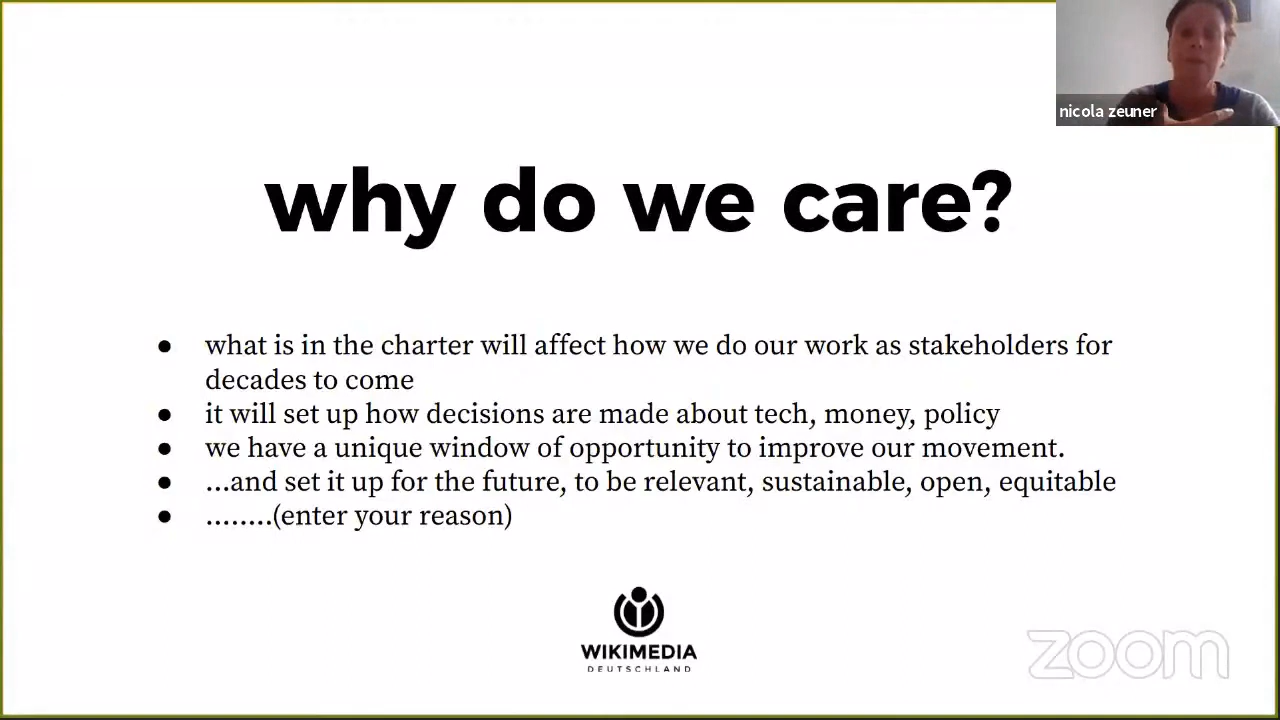 nicola zeuner
why do we care?
● what is in the charter will affect how we do our work as stakeholders for
decades to come
● it will set up how decisions are made about tech, money, policy
● we have a unique window of opportunity to improve our movement.
● ...and set it up for the future, to be relevant, sustainable, open, equitable
● ........(enter your reason)
WIKIMEDIA
DEUTSCHLAND
zoom